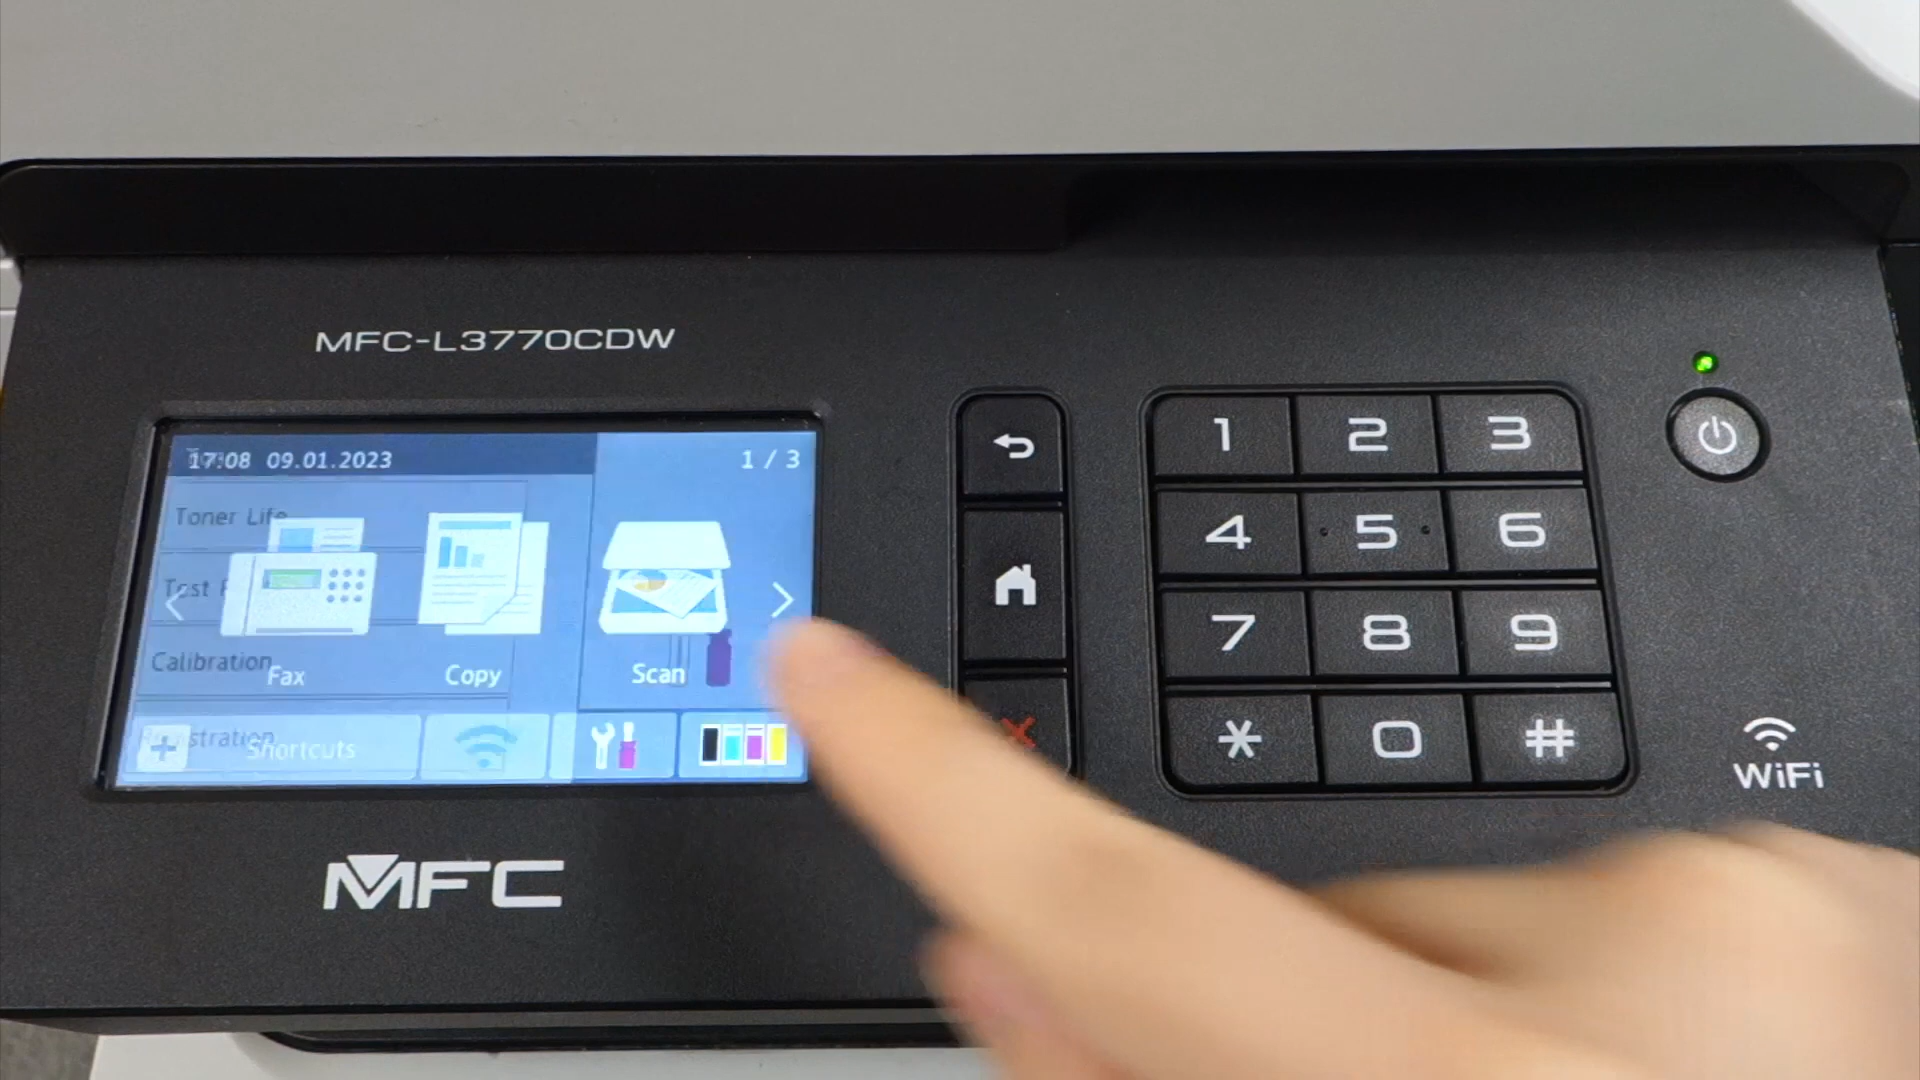 MFC-L3770CDW
17:08 09.01.2023
1 / 3
Toner Life
Test
Calibration
Fax
Copy
Scan
Shortcuts
1 2 3
4 5 6
7 8 9
* 0 #
WiFi
MFC